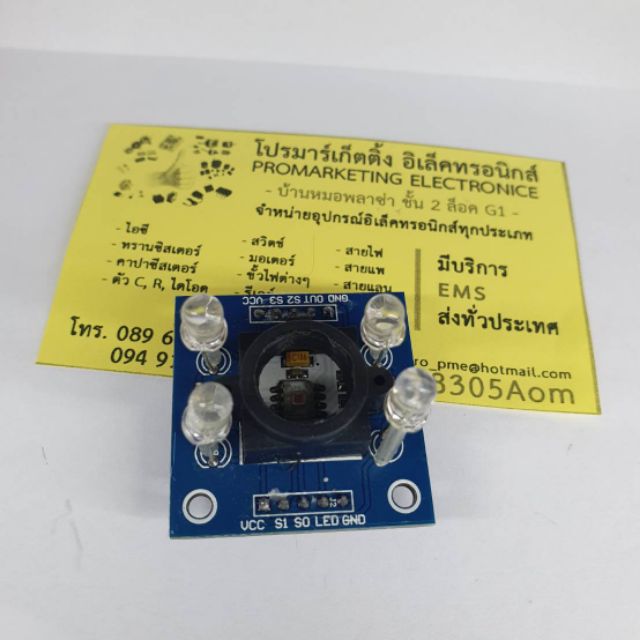 โปรมาร์เก็ตติ้ง อิเล็คทรอนิกส์
PROMARKETING ELECTRONICE
- บ้านหมอพลาซ่า ชั้น 2 ล็อค G1 -
จำหน่ายอุปกรณ์อิเล็คทรอนิกส์ทุกประเภท
- ไอซี
- ทรานซิสเตอร์
- คาปาซิสเตอร์
- ตัว C, R, ไดโอด
- สวิตช์
- มอเตอร์
- ขั้วไฟต่างๆ
- สายไฟ
- สายแพ
- สายแลน
มีบริการ
EMS
ส่งทั่วประเทศ
โทร. 089 6
094 9
ro_pme@hotmail.com
3305Aom
GND OUT S2 S3 VCC
VCC S1 S0 LED GND